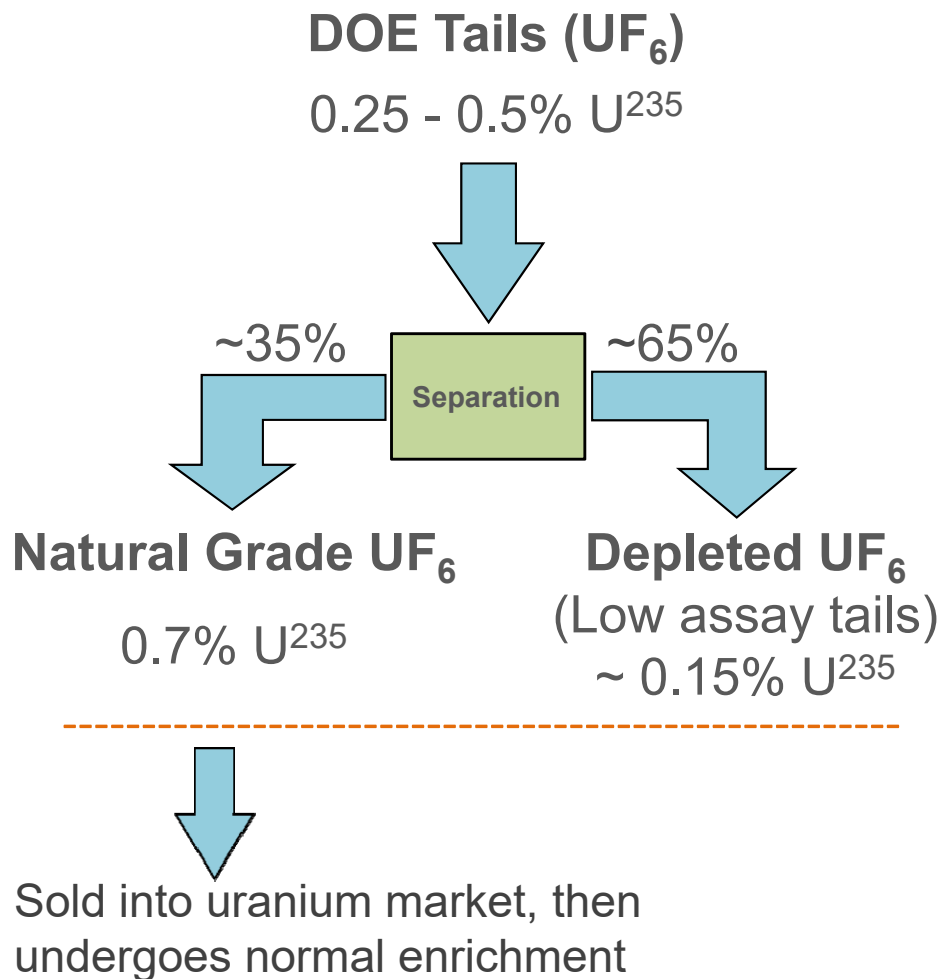 DOE Tails (UF₆)
0.25 - 0.5% U²³⁵
~35%
~65%
Separation
Natural Grade UF₆
0.7% U²³⁵
Depleted UF₆
(Low assay tails)
~ 0.15% U²³⁵
Sold into uranium market, then
undergoes normal enrichment